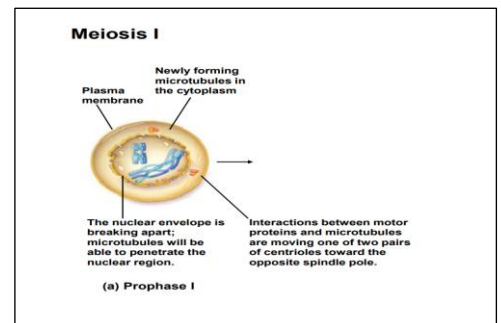 Meiosis I
Newly forming
microtubules in
the cytoplasm
Plasma
membrane
The nuclear envelope is
breaking apart;
microtubules will be
able to penetrate the
nuclear region.
Interactions between motor
proteins and microtubules
are moving one of two pairs
of centrioles toward the
opposite spindle pole.
(a) Prophase I